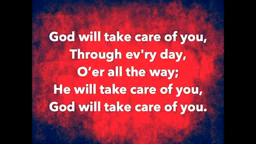 God will take care of you,
Through ev'ry day,
O’er all the way;
He will take care of you,
God will take care of you.